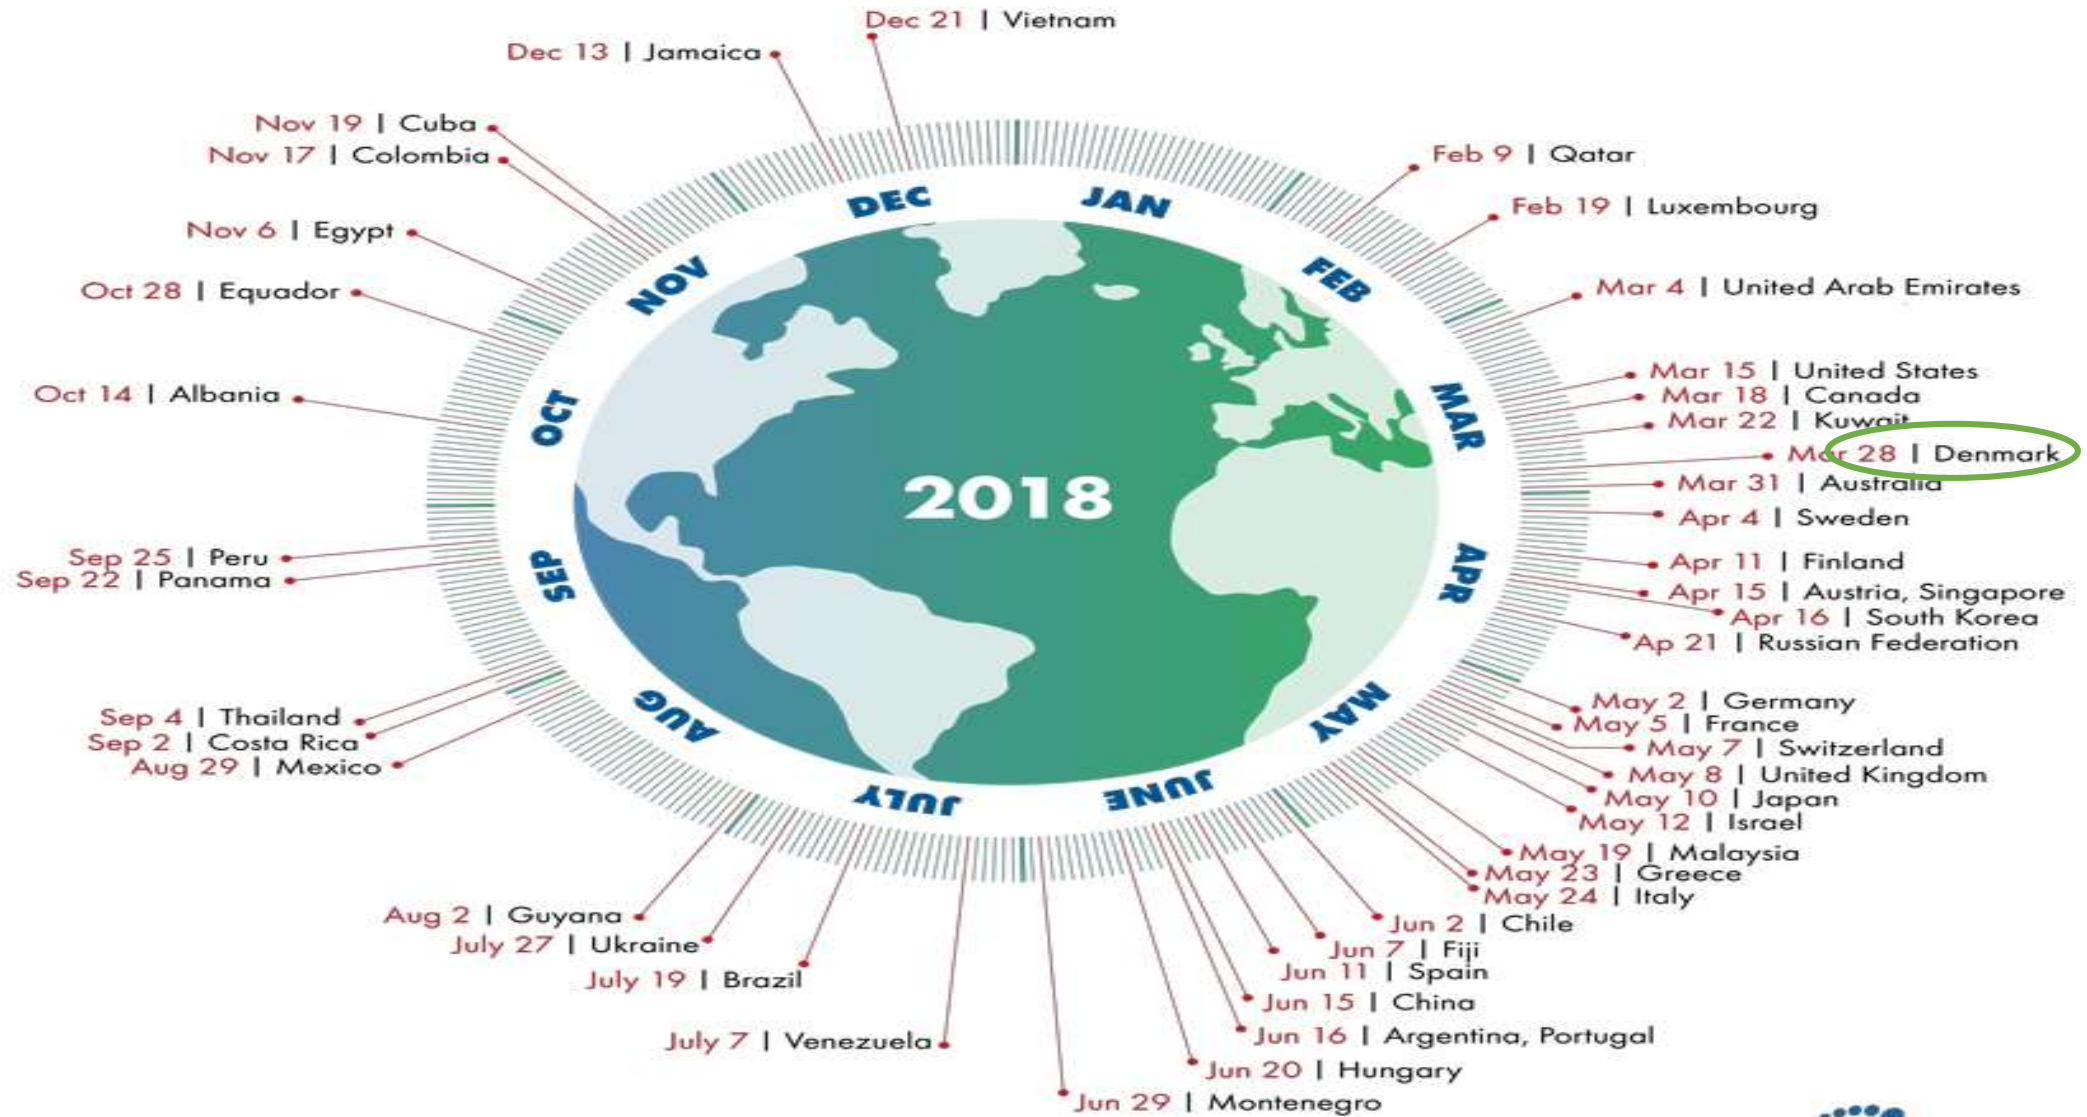 Dec 21 | Vietnam
Dec 13 | Jamaica
Nov 19 | Cuba
Nov 17 | Colombia
Nov 6 | Egypt
Oct 28 | Equador
Oct 14 | Albania
Sep 25 | Peru
Sep 22 | Panama
Sep 4 | Thailand
Sep 2 | Costa Rica
Aug 29 | Mexico
Aug 2 | Guyana
July 27 | Ukraine
July 19 | Brazil
July 7 | Venezuela
Feb 9 | Qatar
Feb 19 | Luxembourg
Mar 4 | United Arab Emirates
Mar 15 | United States
Mar 18 | Canada
Mar 22 | Kuwait
Mar 28 | Denmark
Mar 31 | Australia
Apr 4 | Sweden
Apr 11 | Finland
Apr 15 | Austria, Singapore
Apr 16 | South Korea
Ap 21 | Russian Federation
May 2 | Germany
May 5 | France
May 7 | Switzerland
May 8 | United Kingdom
May 10 | Japan
May 12 | Israel
May 19 | Malaysia
May 23 | Greece
May 24 | Italy
Jun 2 | Chile
Jun 7 | Fiji
Jun 11 | Spain
Jun 15 | China
Jun 16 | Argentina, Portugal
Jun 20 | Hungary
Jun 29 | Montenegro
JAN
FEB
MAR
APR
MAY
JUNE
JULY
AUG
SEP
OCT
NOV
DEC
2018